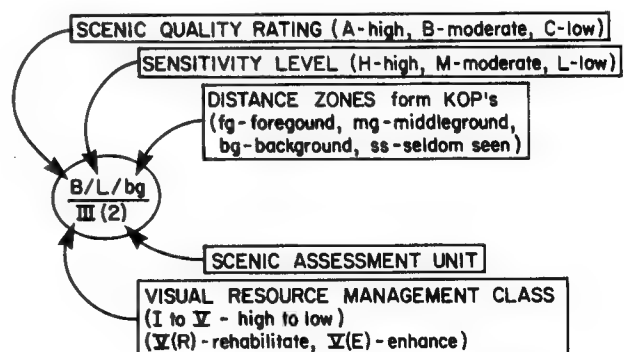 SCENIC QUALITY RATING (A-high, B-moderate, C-low)
SENSITIVITY LEVEL (H-high, M-moderate, L-low)
DISTANCE ZONES form KOP's
(fg-foregound, mg-middleground,
bg-background, ss-seldom seen)
B/L/bg
III (2)
SCENIC ASSESSMENT UNIT
VISUAL RESOURCE MANAGEMENT CLASS
(I to V - high to low)
(V(R)-rehabilitate, V(E)-enhance)